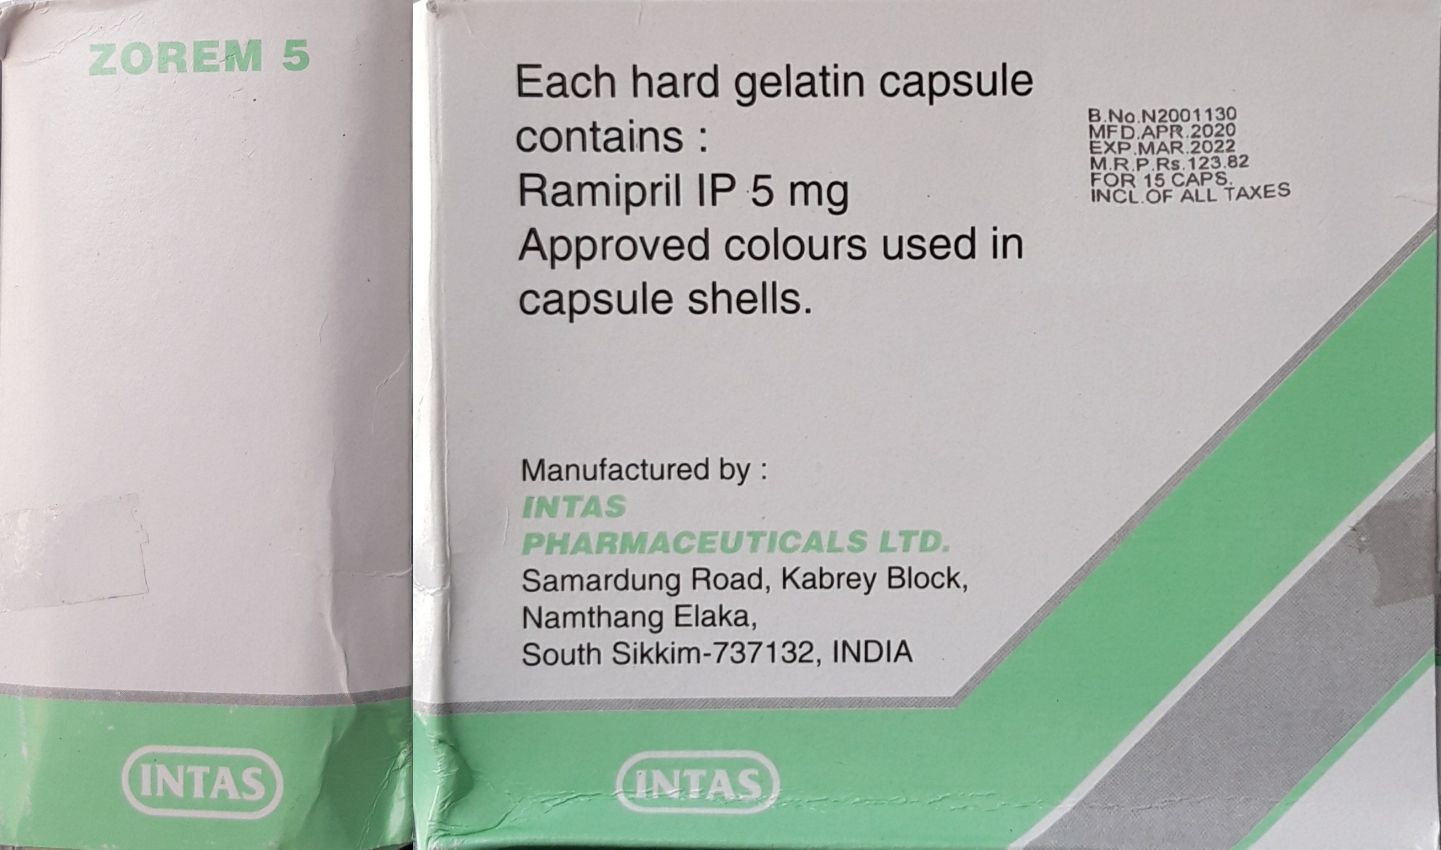 ZOREM 5
INTAS
Each hard gelatin capsule
contains :
Ramipril IP 5 mg
Approved colours used in
capsule shells.
B.No.N2001130
MFD.APR.2020
EXP.MAR.2022
M.R.P.Rs.123.82
FOR 15 CAPS.
INCL.OF ALL TAXES
Manufactured by :
INTAS
PHARMACEUTICALS LTD.
Samardung Road, Kabrey Block,
Namthang Elaka,
South Sikkim-737132, INDIA
INTAS